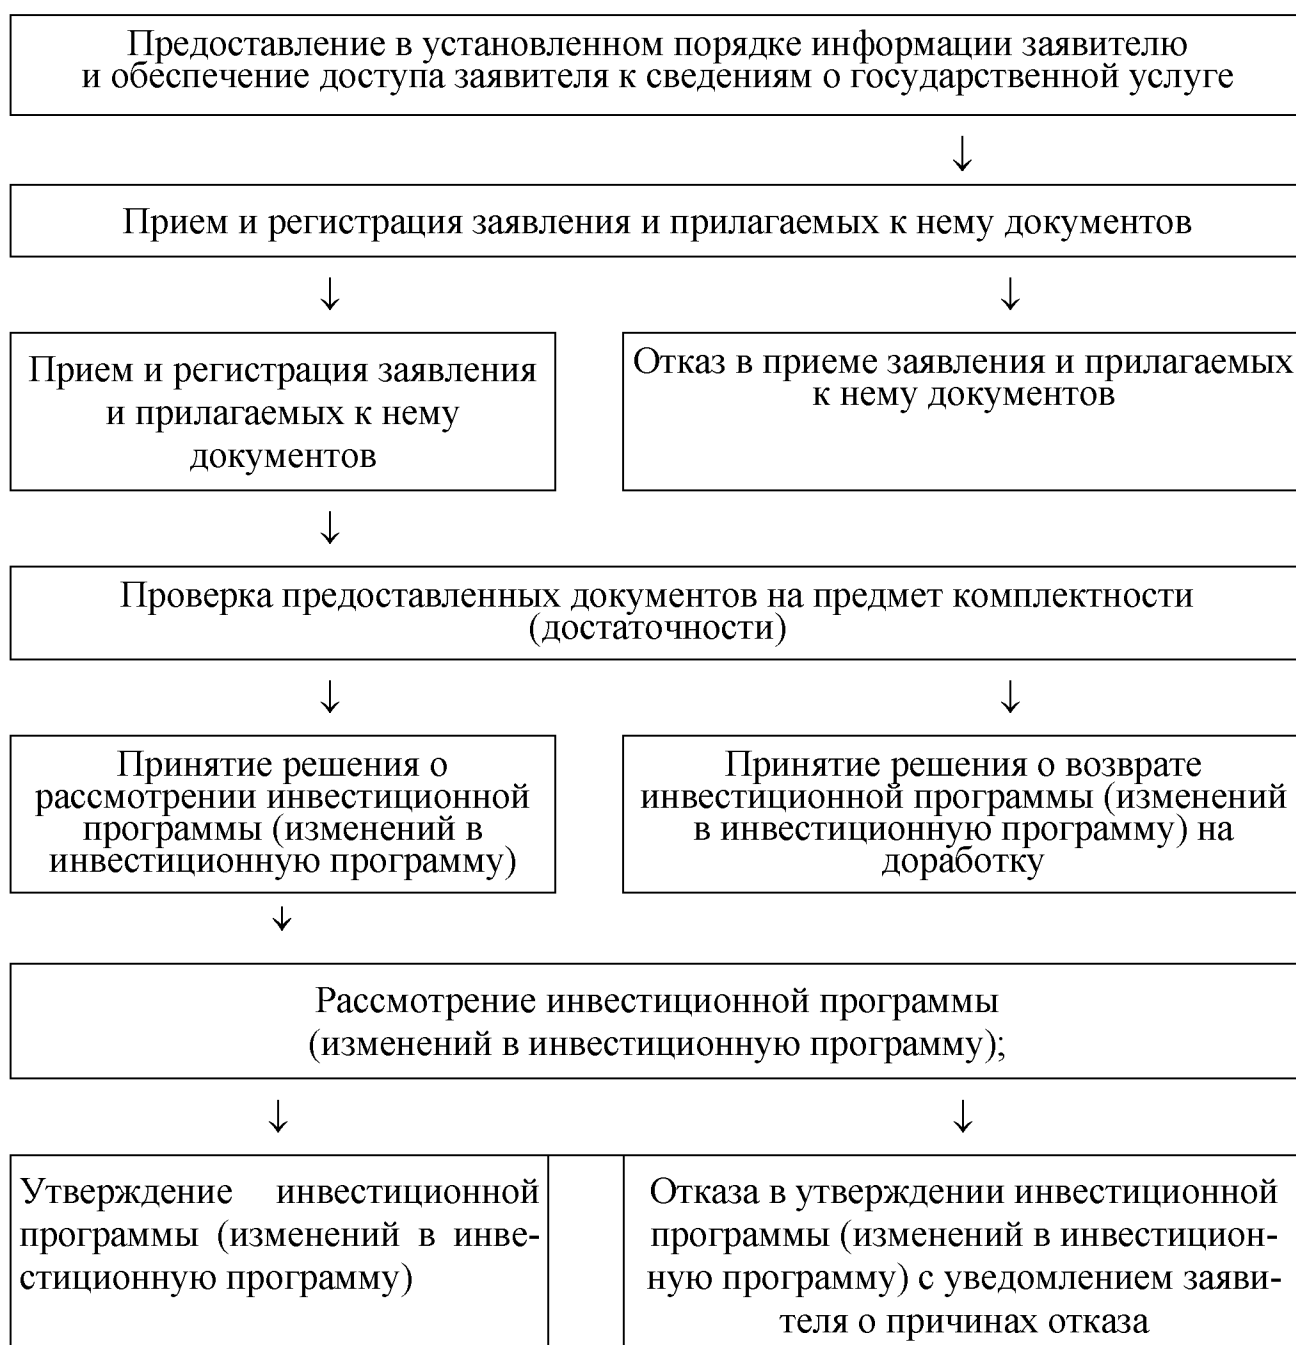 Предоставление в установленном порядке информации заявителю
и обеспечение доступа заявителя к сведениям о государственной услуге
↓
Прием и регистрация заявления и прилагаемых к нему документов
↓ ↓
Прием и регистрация заявления
и прилагаемых к нему
документов
Отказ в приеме заявления и прилагаемых
к нему документов
↓
Проверка предоставленных документов на предмет комплектности
(достаточности)
↓ ↓
Принятие решения о
рассмотрении инвестиционной
программы (изменений в
инвестиционную программу)
Принятие решения о возврате
инвестиционной программы (изменений
в инвестиционную программу) на
доработку
↓
Рассмотрение инвестиционной программы
(изменений в инвестиционную программу);
↓ ↓
Утверждение инвестиционной
программы (изменений в инве-
стиционную программу)
Отказа в утверждении инвестиционной
программы (изменений в инвестицион-
ную программу) с уведомлением заяви-
теля о причинах отказа